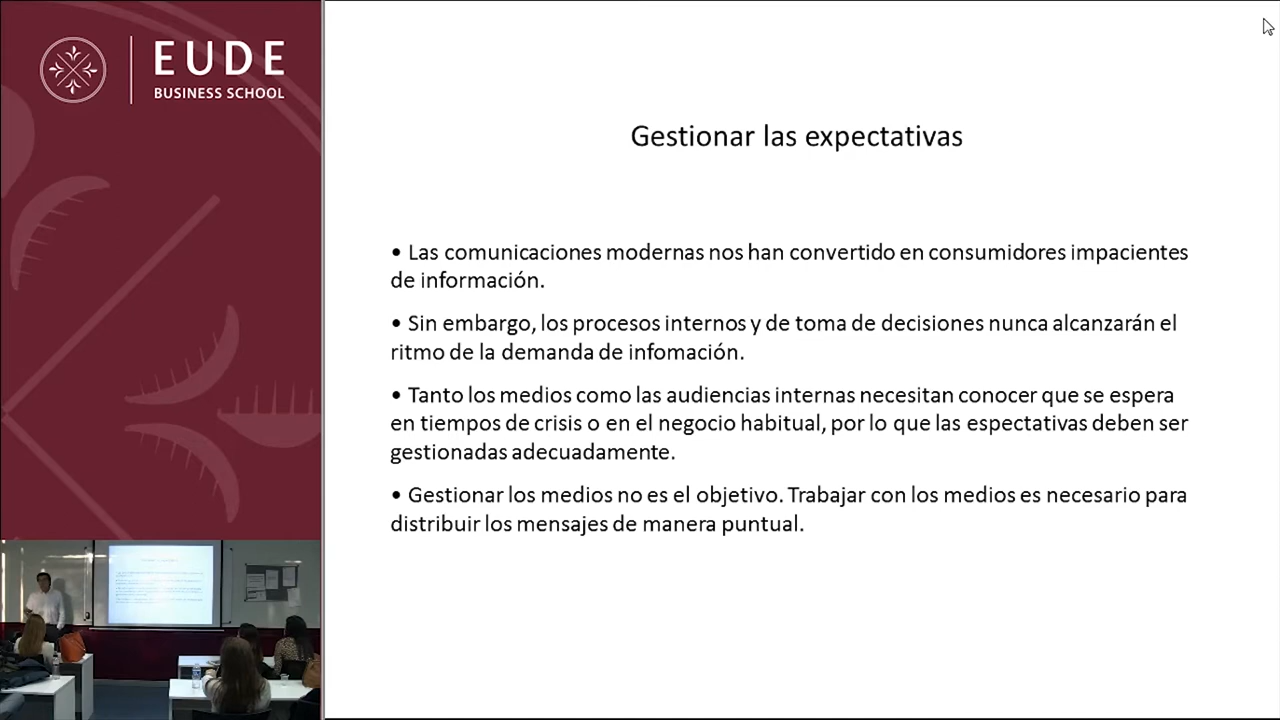 EUDE
BUSINESS SCHOOL
Gestionar las expectativas
• Las comunicaciones modernas nos han convertido en consumidores impacientes
de información.
• Sin embargo, los procesos internos y de toma de decisiones nunca alcanzarán el
ritmo de la demanda de infomación.
• Tanto los medios como las audiencias internas necesitan conocer que se espera
en tiempos de crisis o en el negocio habitual, por lo que las espectativas deben ser
gestionadas adecuadamente.
• Gestionar los medios no es el objetivo. Trabajar con los medios es necesario para
distribuir los mensajes de manera puntual.